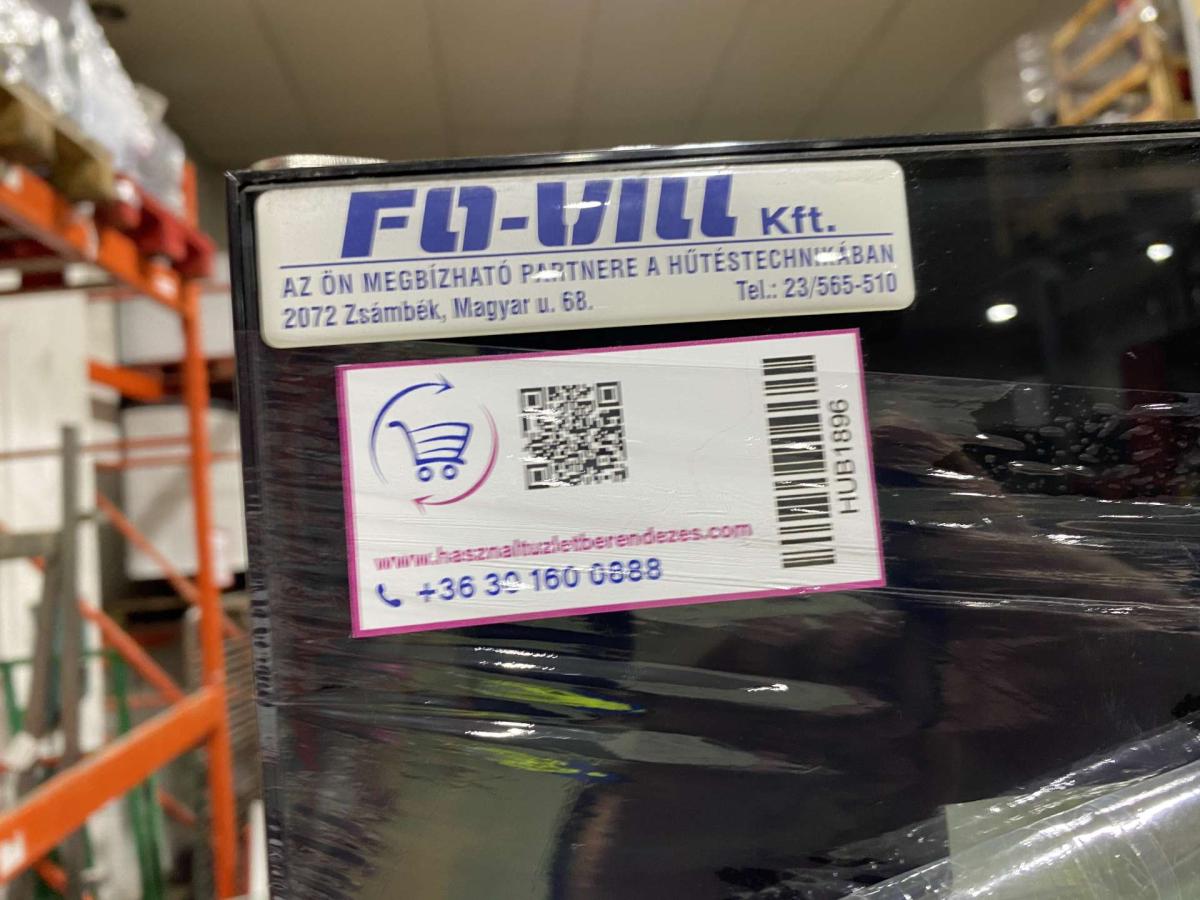 FO-VILL Kft.
AZ ÖN MEGBÍZHATÓ PARTNERE A HŰTÉSTECHNIKÁBAN
2072 Zsámbék, Magyar u. 68. Tel.: 23/565-510
www.hasznaltuzletberendezes.com
+36 30 160 0888
HUB1896